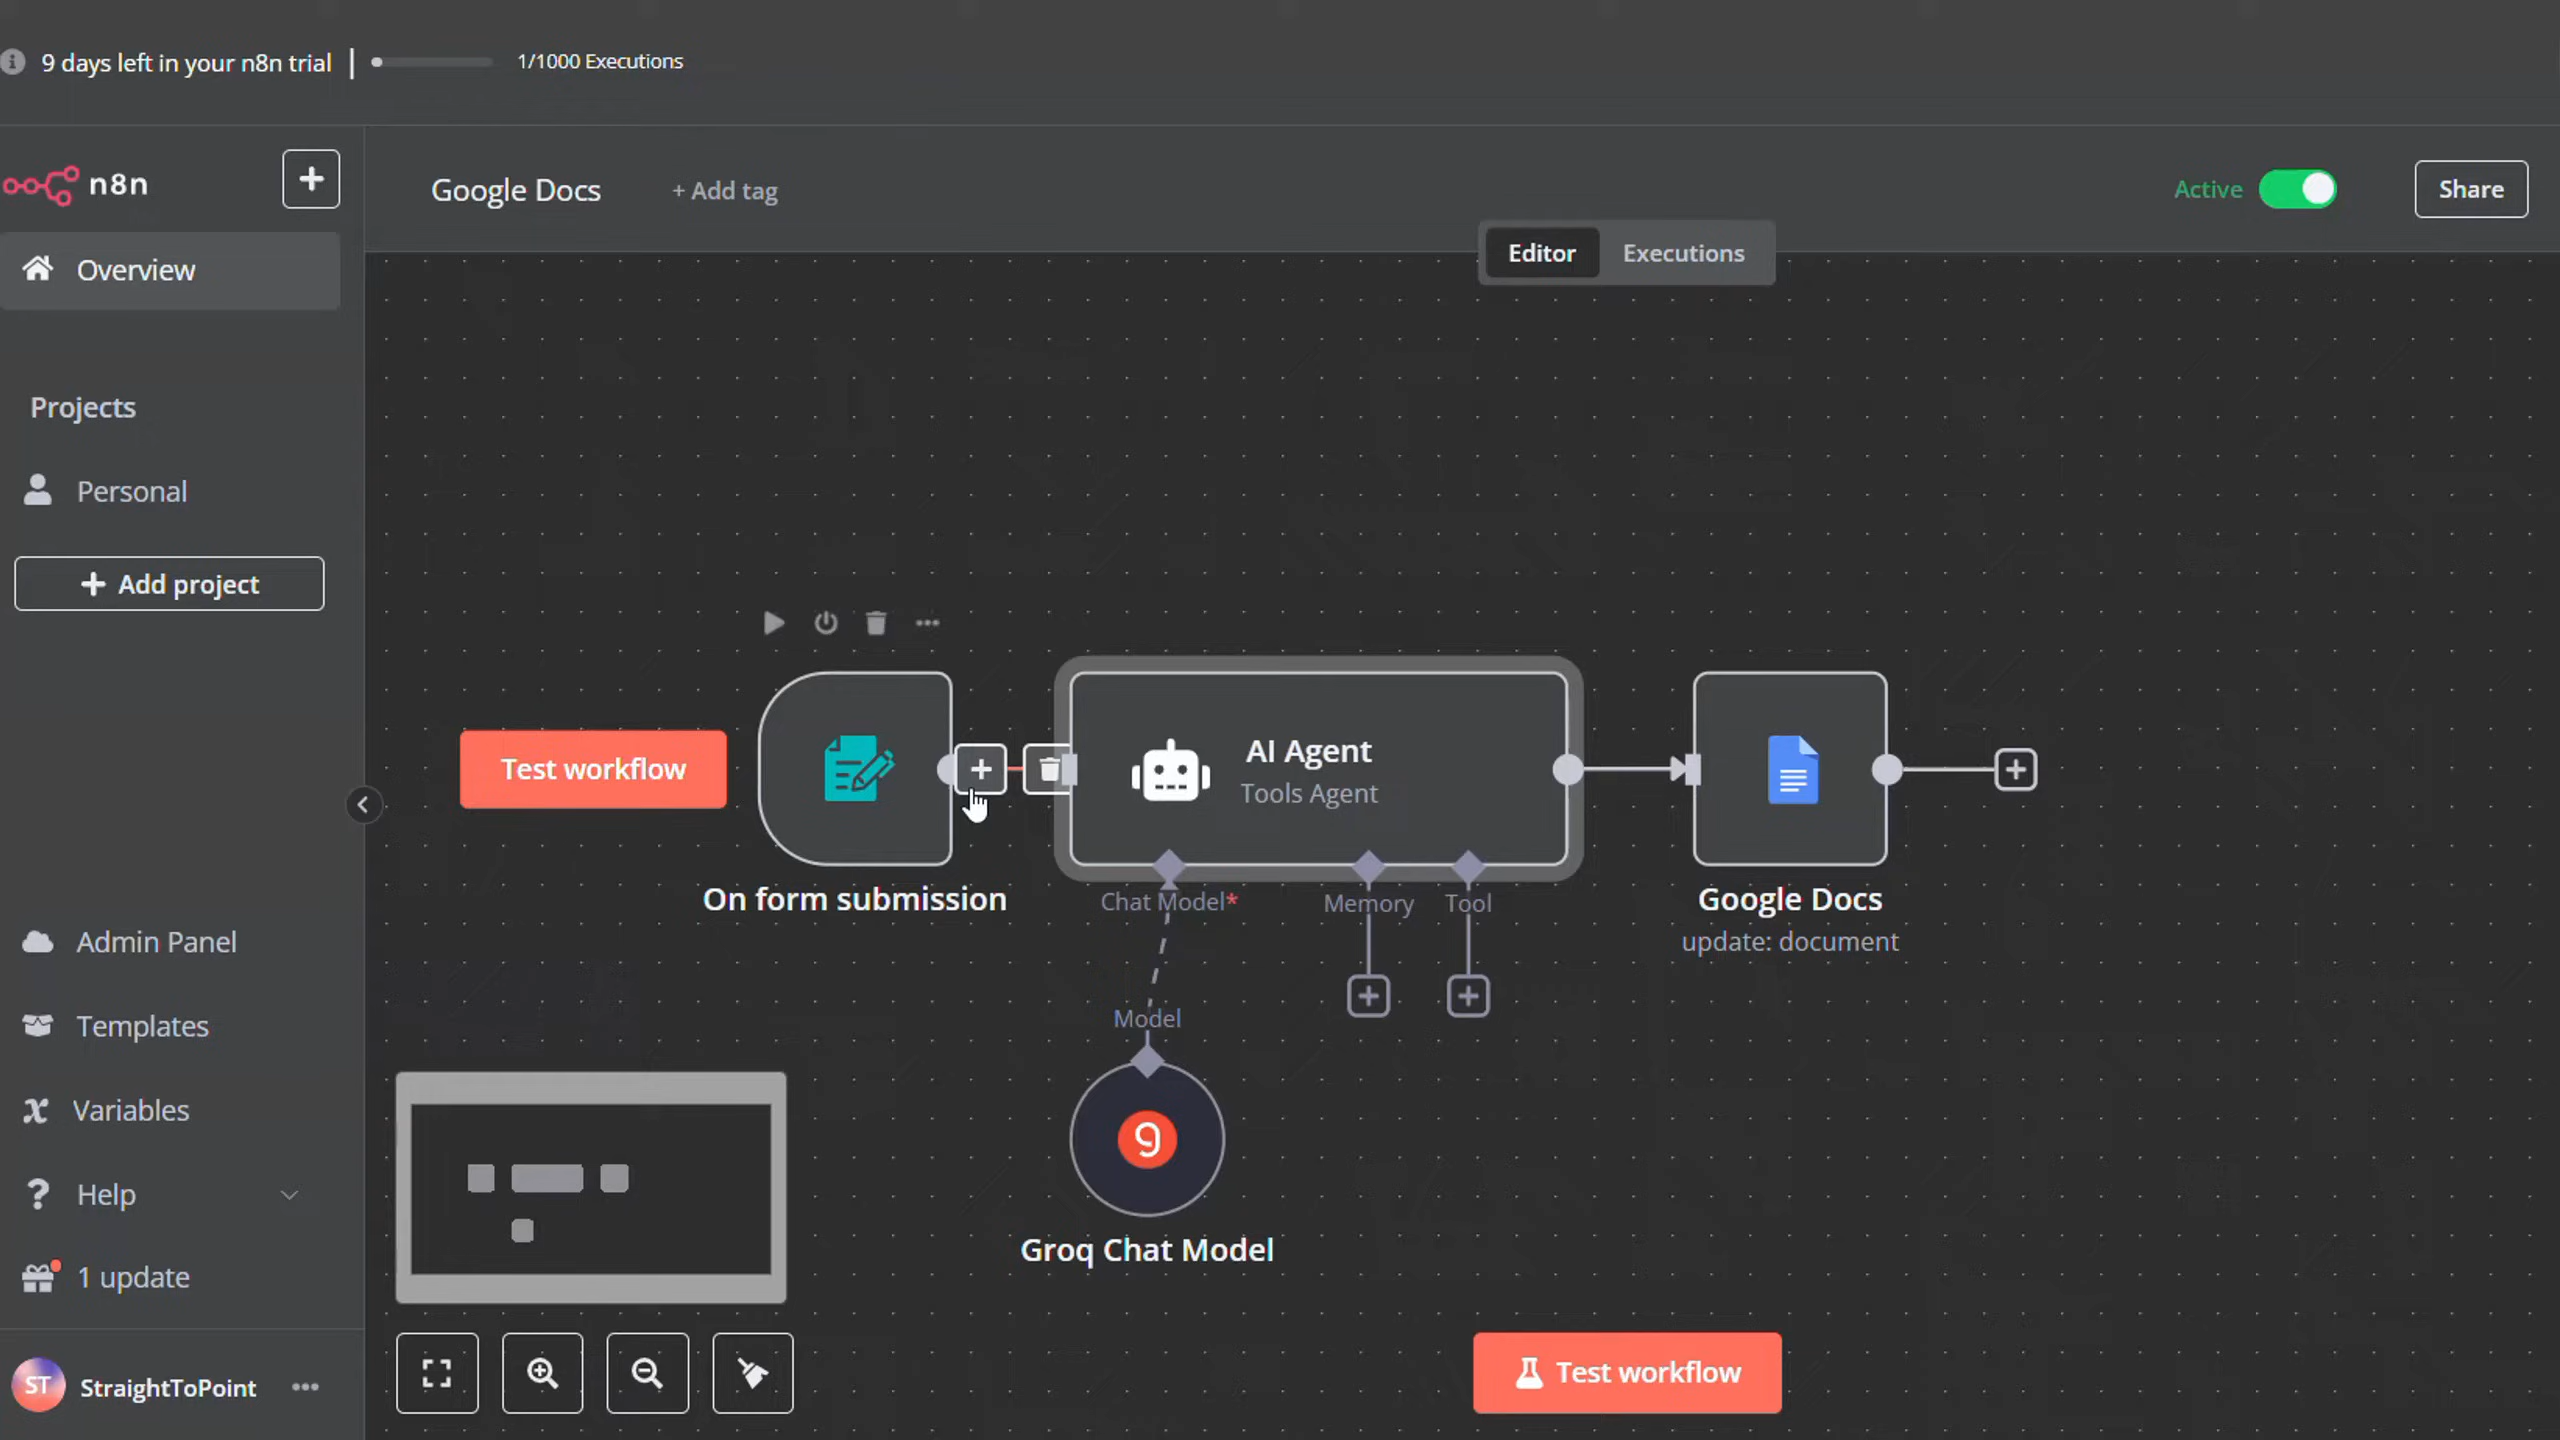 9 days left in your n8n trial
1/1000 Executions
n8n
Google Docs
+ Add tag
Active
Share
Editor
Executions
Overview
Projects
Personal
Add project
Admin Panel
Templates
Variables
Help
1 update
ST
StraightToPoint
Test workflow
On form submission
AI Agent
Tools Agent
Chat Model*
Memory
Tool
Model
Groq Chat Model
Google Docs
update: document
Test workflow